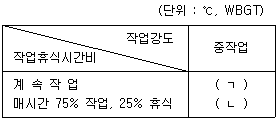 (단위 : ℃, WBGT)
작업강도
작업휴식시간비
중작업
계 속 작 업
( ㄱ )
매시간 75% 작업, 25% 휴식
( ㄴ )